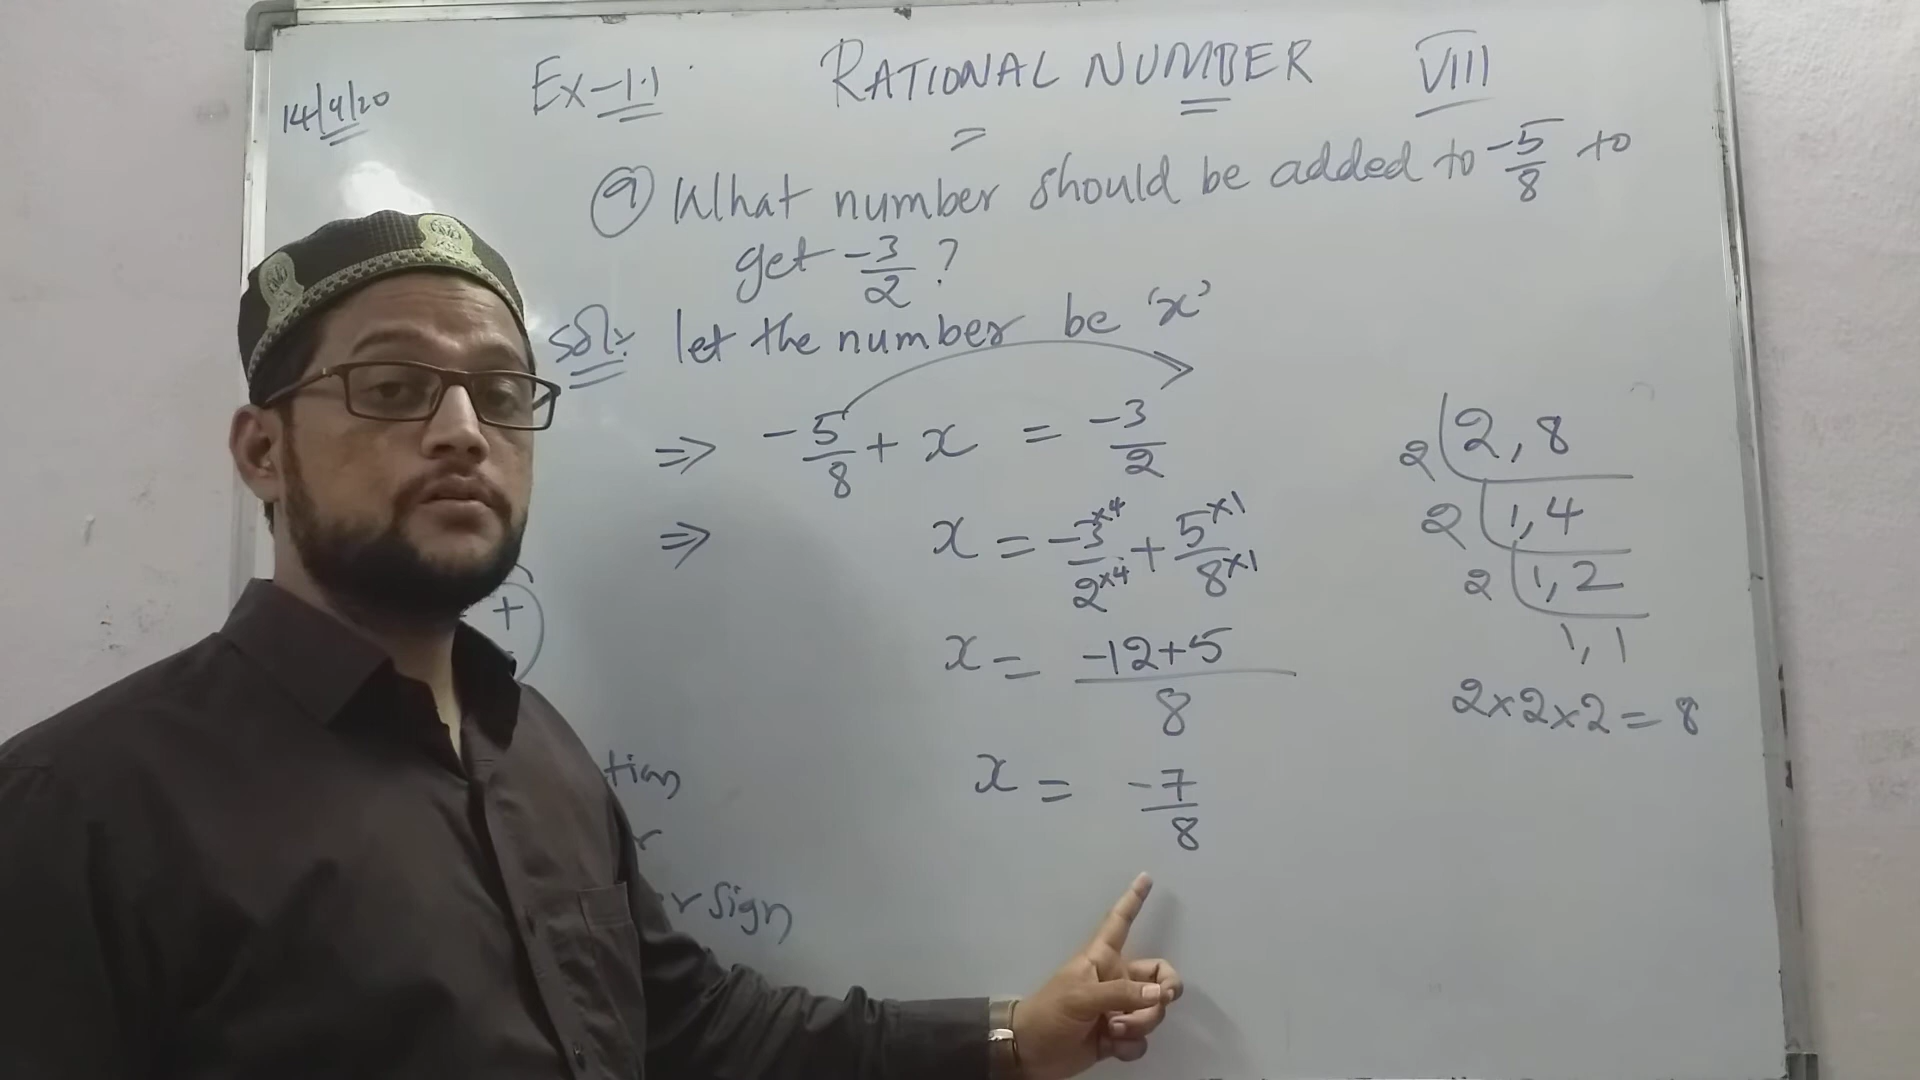 14/4/20 Ex-1.1 RATIONAL NUMBER VIII
9) What number should be added to -5/8 to
get -3/2 ?
Sol: let the number be 'x'
⇒ -5/8 + x = -3/2
⇒ x = -3×4/2×4 + 5×1/8×1
x = -12+5/8
x = -7/8
2 | 2, 8
2 | 1, 4
2 | 1, 2
1, 1
2×2×2 = 8
+
tion
r
r sign